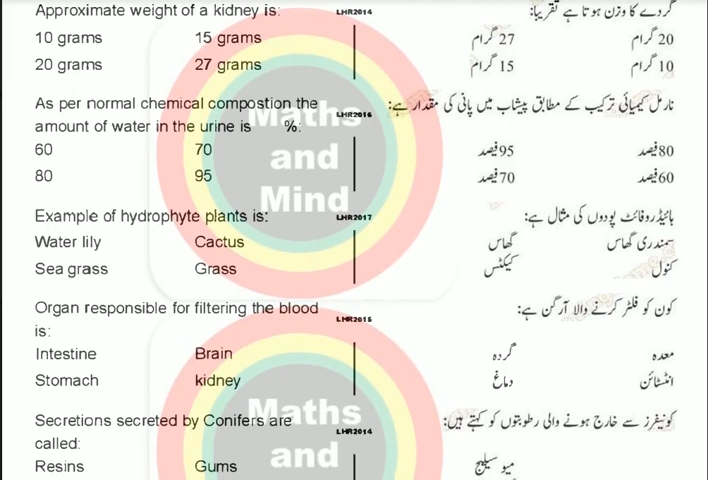 Approximate weight of a kidney is: LHR2014 گردے کا وزن ہوتا ہے تقریباً:
10 grams 15 grams 27 گرام 20 گرام
20 grams 27 grams 15 گرام 10 گرام
As per normal chemical compostion the LHR2016 نارمل کیمیائی ترکیب کے مطابق پیشاب میں پانی کی مقدار ہے:
amount of water in the urine is %:
60 70 95فیصد 80فیصد
80 95 70فیصد 60فیصد
Example of hydrophyte plants is: LHR2017 ہائیڈروفائٹ پودوں کی مثال ہے:
Water lily Cactus گھاس سمندری گھاس
Sea grass Grass کیکٹس کنول
Organ responsible for filtering the blood LHR2015 کون کو فلٹر کرنے والا آرگن ہے:
is:
Intestine Brain گردہ معدہ
Stomach kidney دماغ انٹسٹائن
Secretions secreted by Conifers are LHR2014 کونیفرز سے خارج ہونے والی رطوبتوں کو کہتے ہیں:
called:
Resins Gums میوسیلیج
Maths
and
Mind
Maths
and